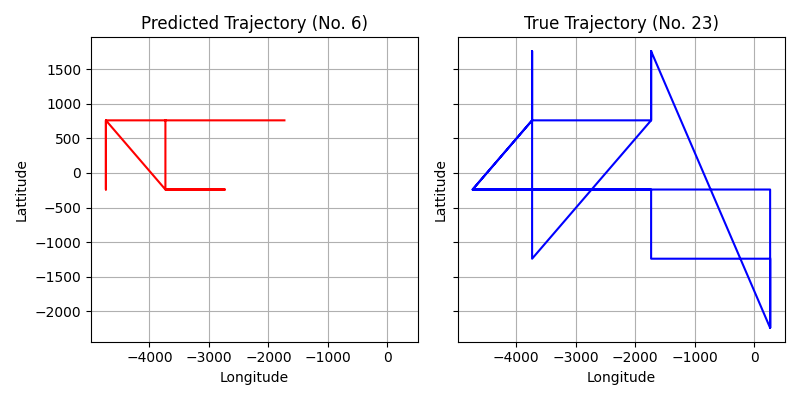 Predicted Trajectory (No. 6)
True Trajectory (No. 23)
Lattitude
1500
1000
500
0
−500
−1000
−1500
−2000
−4000 −3000 −2000 −1000 0
Longitude
Lattitude
−4000 −3000 −2000 −1000 0
Longitude